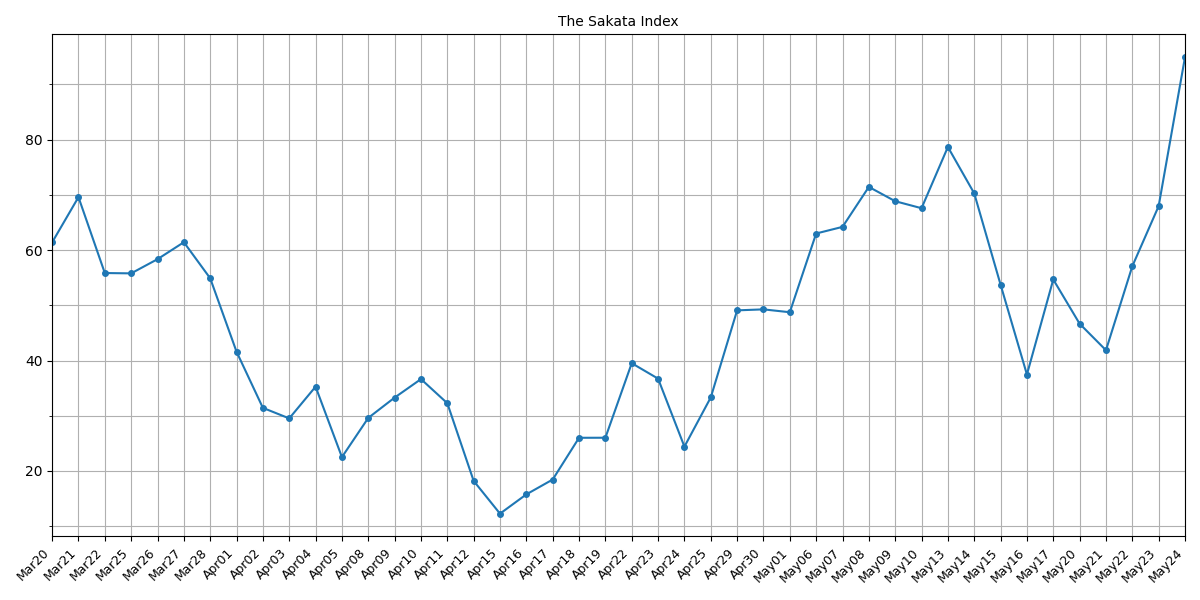 The Sakata Index
80
60
40
20
Mar20 Mar21 Mar22 Mar25 Mar26 Mar27 Mar28 Apr01 Apr02 Apr03 Apr04 Apr05 Apr08 Apr09 Apr10 Apr11 Apr12 Apr15 Apr16 Apr17 Apr18 Apr19 Apr22 Apr23 Apr24 Apr25 Apr29 Apr30 May01 May06 May07 May08 May09 May10 May13 May14 May15 May16 May17 May20 May21 May22 May23 May24